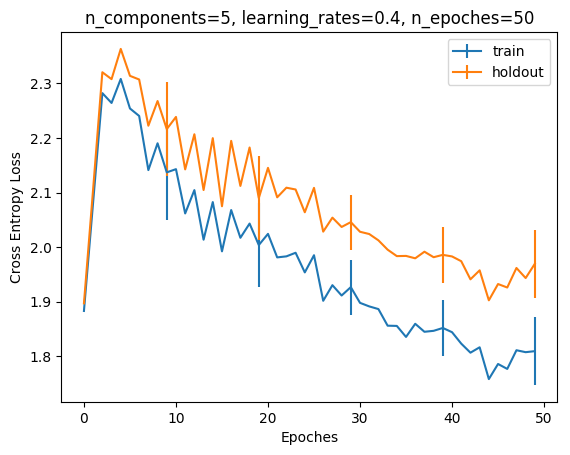 n_components=5, learning_rates=0.4, n_epoches=50
train
holdout
Cross Entropy Loss
2.3
2.2
2.1
2.0
1.9
1.8
0
10
20
30
40
50
Epoches